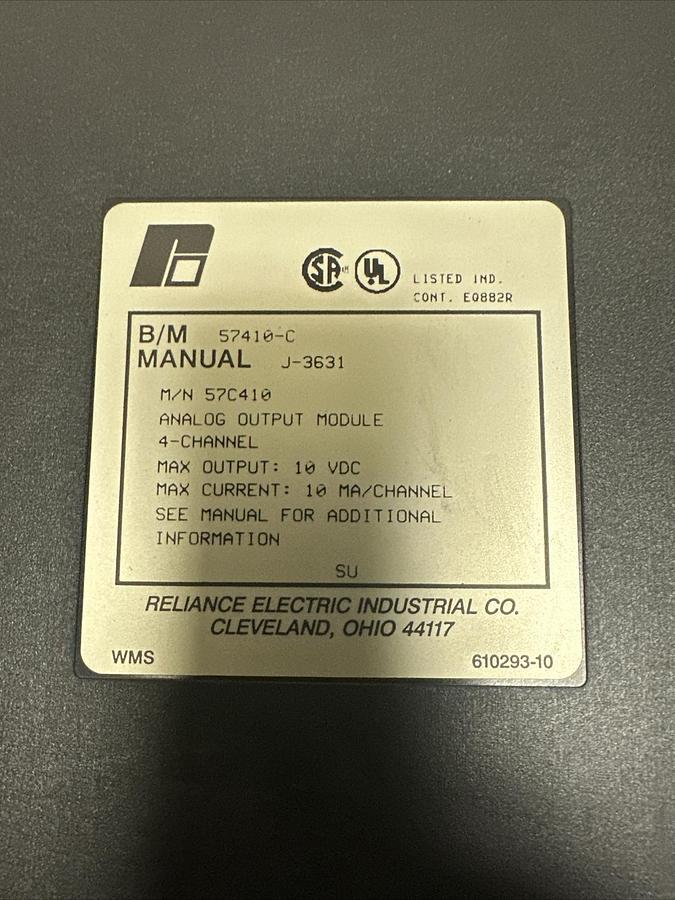 SA UL LISTED IND.
CONT. EQ882R
B/M 57410-C
MANUAL J-3631
M/N 57C410
ANALOG OUTPUT MODULE
4-CHANNEL
MAX OUTPUT: 10 VDC
MAX CURRENT: 10 MA/CHANNEL
SEE MANUAL FOR ADDITIONAL
INFORMATION
SU
RELIANCE ELECTRIC INDUSTRIAL CO.
CLEVELAND, OHIO 44117
WMS 610293-10